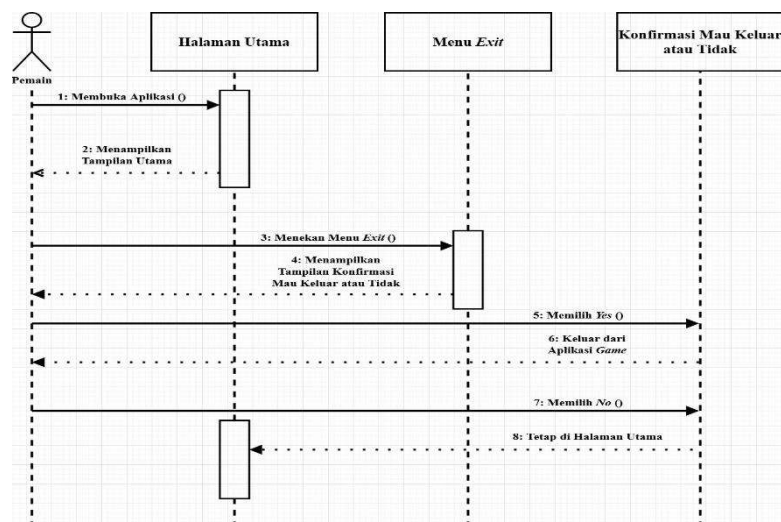 Halaman Utama
Menu Exit
Konfirmasi Mau Keluar
atau Tidak
Pemain
1: Membuka Aplikasi ()
2: Menampilkan
Tampilan Utama
3: Menekan Menu Exit ()
4: Menampilkan
Tampilan Konfirmasi
Mau Keluar atau Tidak
5: Memilih Yes ()
6: Keluar dari
Aplikasi Game
7: Memilih No ()
8: Tetap di Halaman Utama